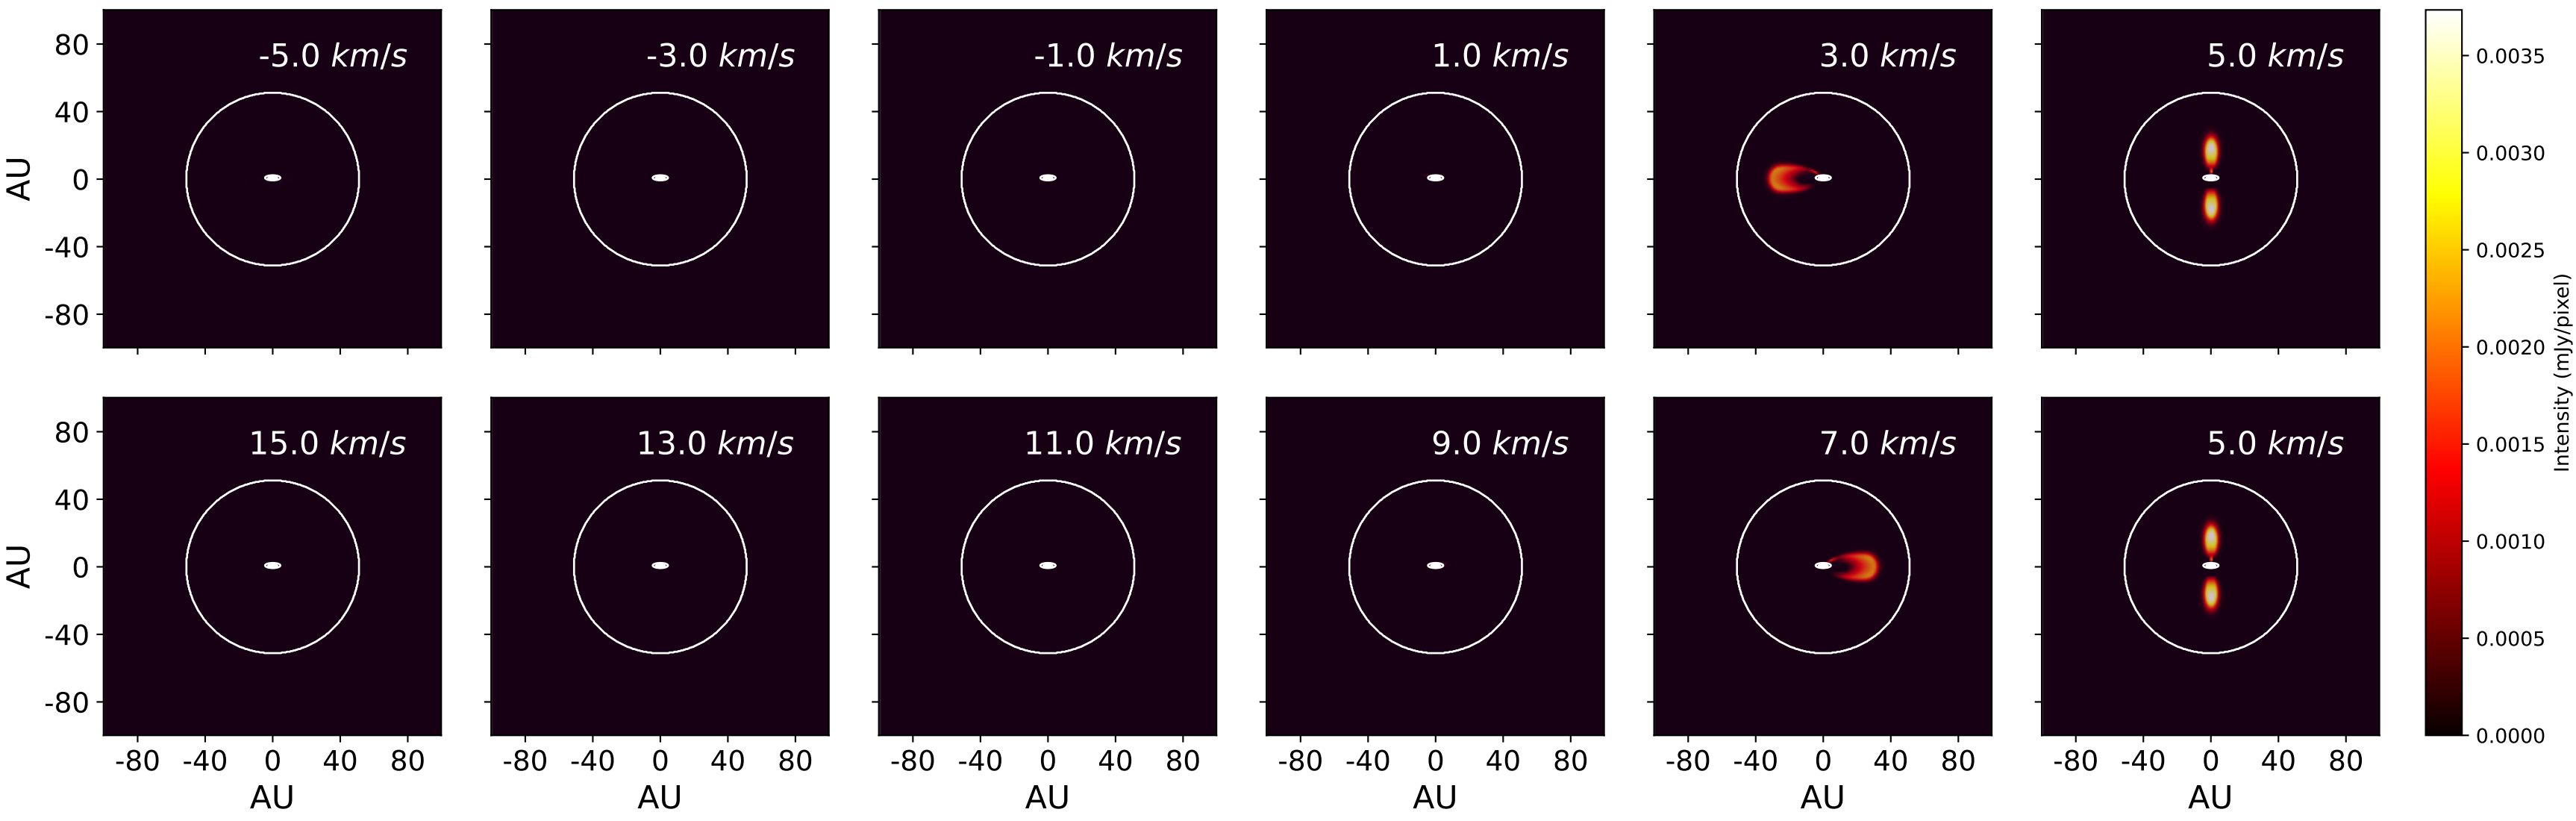 -5.0 km/s
-3.0 km/s
-1.0 km/s
1.0 km/s
3.0 km/s
5.0 km/s
80
40
0
-40
-80
AU
15.0 km/s
13.0 km/s
11.0 km/s
9.0 km/s
7.0 km/s
5.0 km/s
80
40
0
-40
-80
AU
-80 -40 0 40 80
-80 -40 0 40 80
-80 -40 0 40 80
-80 -40 0 40 80
-80 -40 0 40 80
-80 -40 0 40 80
AU
AU
AU
AU
AU
AU
0.0035
0.0030
0.0025
0.0020
0.0015
0.0010
0.0005
0.0000
Intensity (mJy/pixel)